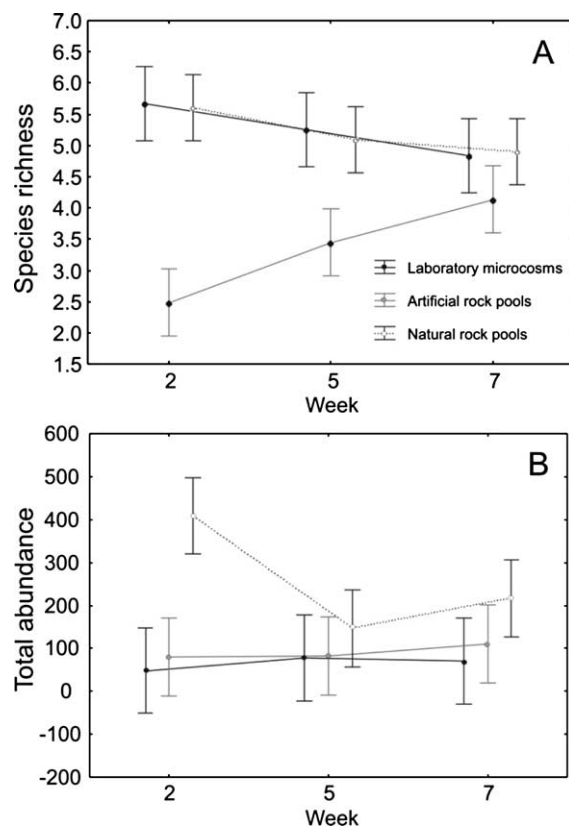 7.0
6.5
6.0
5.5
5.0
4.5
4.0
3.5
3.0
2.5
2.0
1.5
Species richness
A
Laboratory microcosms
Artificial rock pools
Natural rock pools
2 5 7
Week
600
500
400
300
200
100
0
-100
-200
Total abundance
B
2 5 7
Week